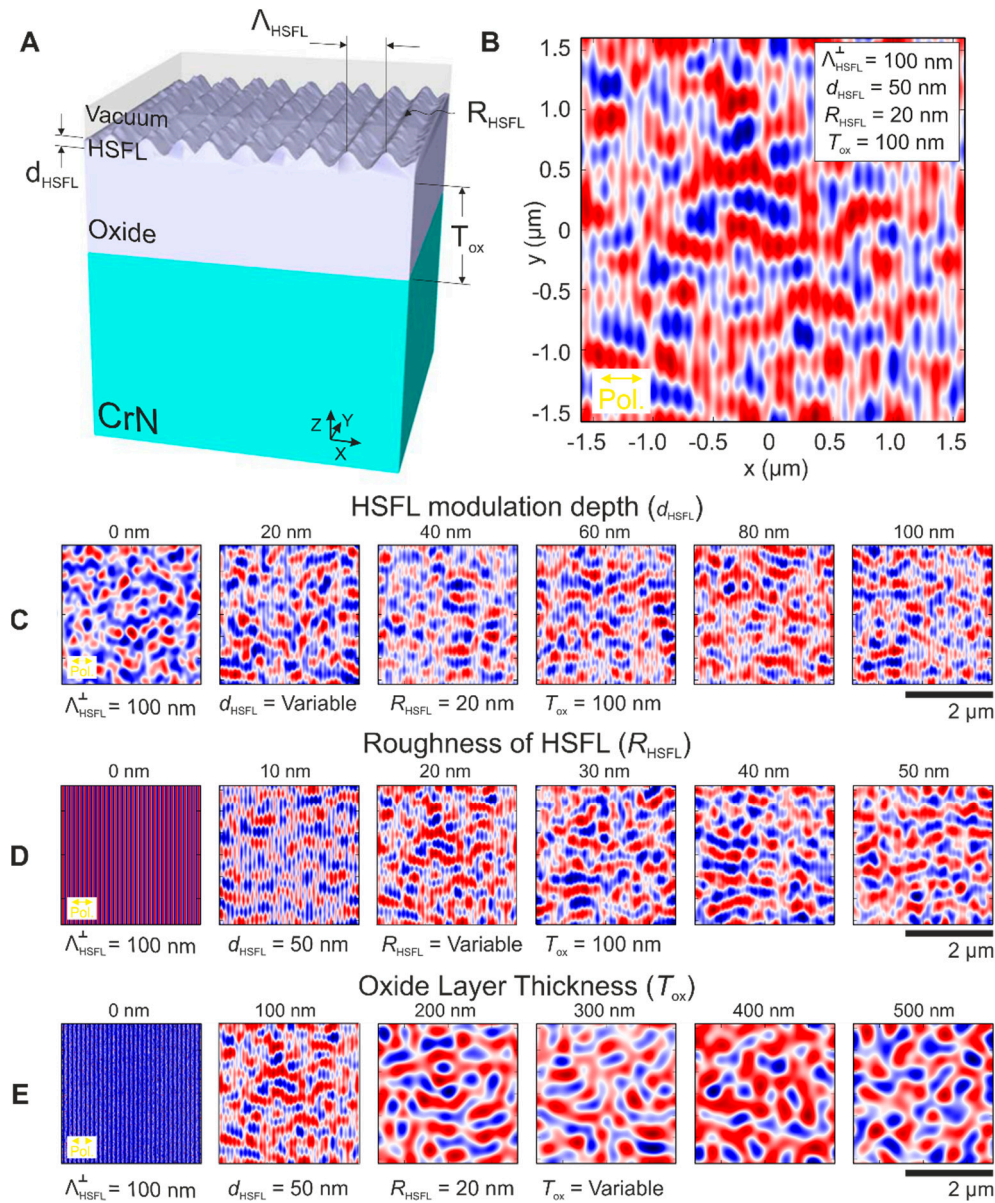 A
Λ_HSFL
Vacuum
HSFL
R_HSFL
d_HSFL
Oxide
T_ox
CrN
Z
Y
X
B
Λ^⊥_HSFL = 100 nm
d_HSFL = 50 nm
R_HSFL = 20 nm
T_ox = 100 nm
y (µm)
1.5
1.0
0.5
0
-0.5
-1.0
-1.5
Pol.
-1.5 -1.0 -0.5 0 0.5 1.0 1.5
x (µm)
HSFL modulation depth (d_HSFL)
0 nm 20 nm 40 nm 60 nm 80 nm 100 nm
C
Pol.
Λ^⊥_HSFL = 100 nm d_HSFL = Variable R_HSFL = 20 nm T_ox = 100 nm
2 µm
Roughness of HSFL (R_HSFL)
0 nm 10 nm 20 nm 30 nm 40 nm 50 nm
D
Pol.
Λ^⊥_HSFL = 100 nm d_HSFL = 50 nm R_HSFL = Variable T_ox = 100 nm
2 µm
Oxide Layer Thickness (T_ox)
0 nm 100 nm 200 nm 300 nm 400 nm 500 nm
E
Pol.
Λ^⊥_HSFL = 100 nm d_HSFL = 50 nm R_HSFL = 20 nm T_ox = Variable
2 µm